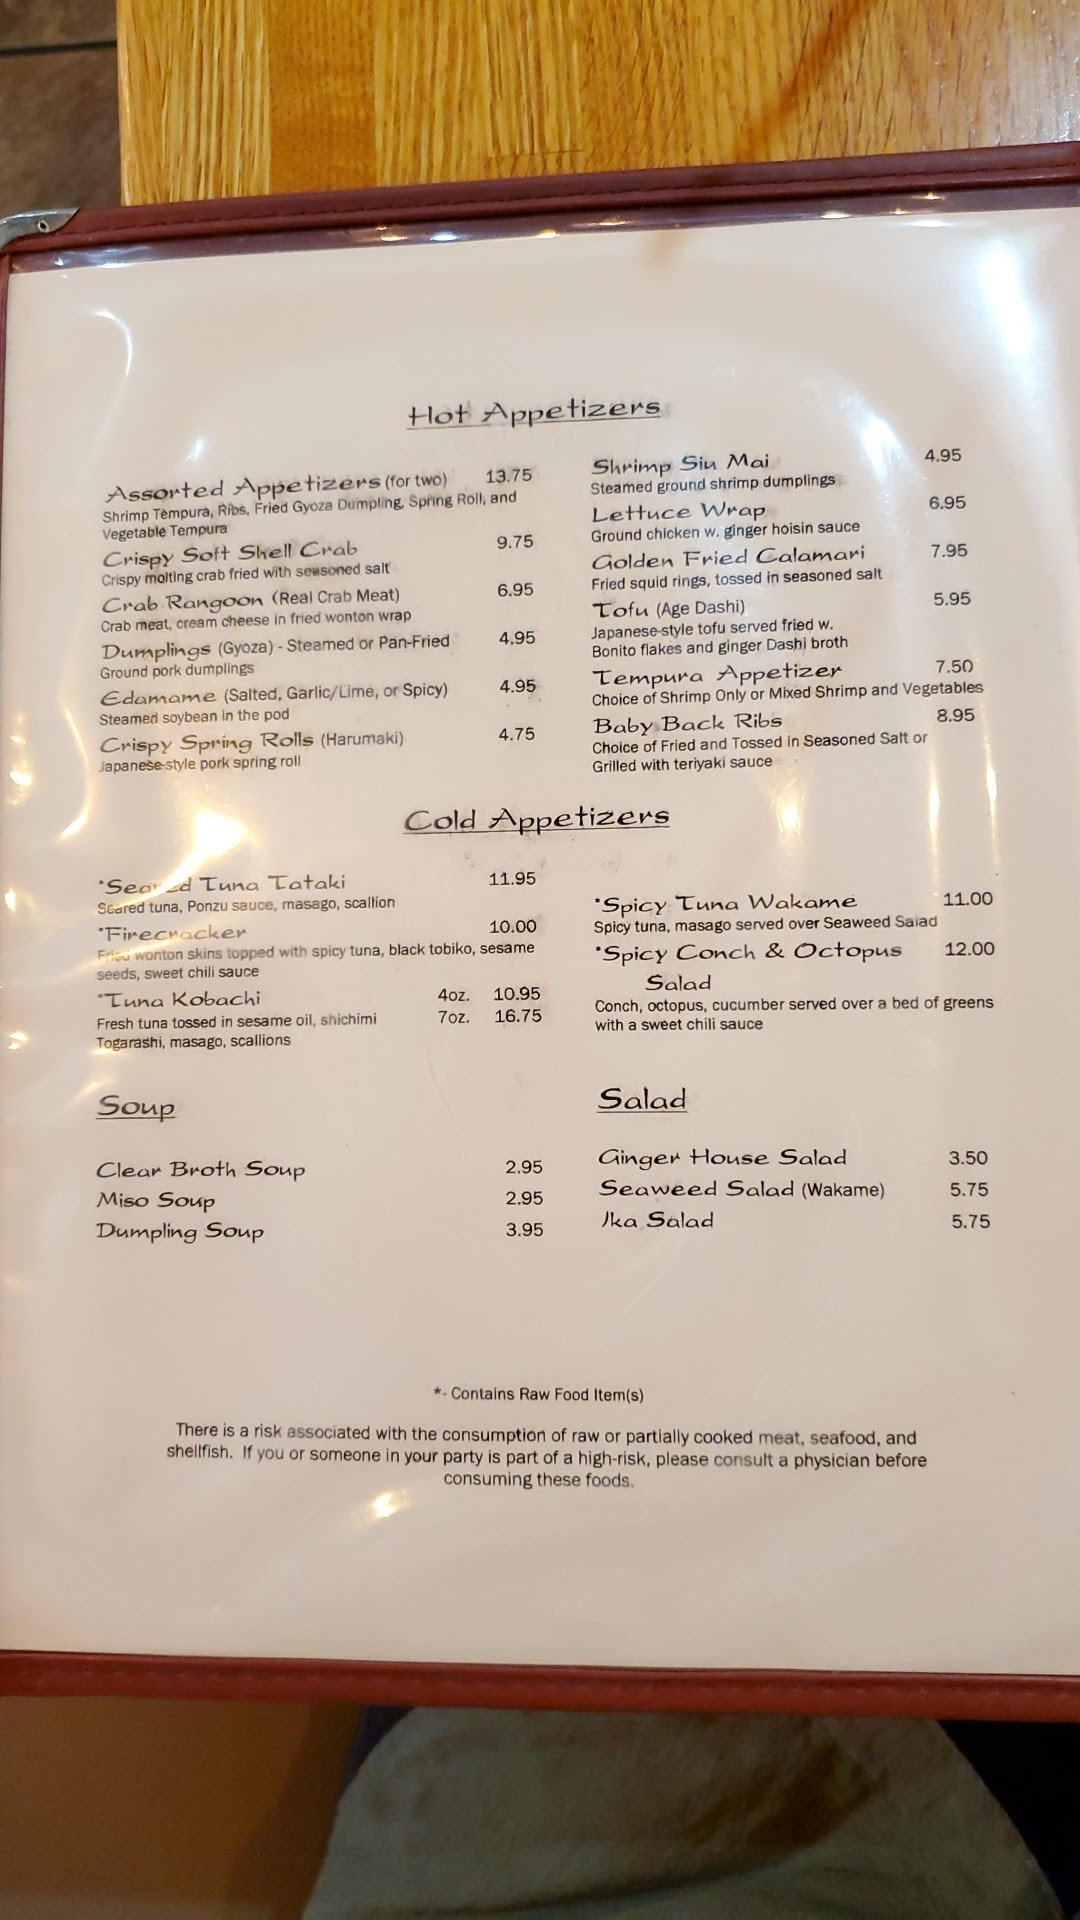 Hot Appetizers
Assorted Appetizers (for two) 13.75
Shrimp Tempura, Ribs, Fried Gyoza Dumpling, Spring Roll, and
Vegetable Tempura
Crispy Soft Shell Crab 9.75
Crispy molting crab fried with seasoned salt
Crab Rangoon (Real Crab Meat) 6.95
Crab meat, cream cheese in fried wonton wrap
Dumplings (Gyoza) - Steamed or Pan-Fried 4.95
Ground pork dumplings
Edamame (Salted, Garlic/Lime, or Spicy) 4.95
Steamed soybean in the pod
Crispy Spring Rolls (Harumaki) 4.75
Japanese-style pork spring roll
Shrimp Siu Mai 4.95
Steamed ground shrimp dumplings
Lettuce Wrap 6.95
Ground chicken w. ginger hoisin sauce
Golden Fried Calamari 7.95
Fried squid rings, tossed in seasoned salt
Tofu (Age Dashi) 5.95
Japanese-style tofu served fried w.
Bonito flakes and ginger Dashi broth
Tempura Appetizer 7.50
Choice of Shrimp Only or Mixed Shrimp and Vegetables
Baby Back Ribs 8.95
Choice of Fried and Tossed in Seasoned Salt or
Grilled with teriyaki sauce
Cold Appetizers
*Seared Tuna Tataki 11.95
Seared tuna, Ponzu sauce, masago, scallion
*Firecracker 10.00
Fried wonton skins topped with spicy tuna, black tobiko, sesame
seeds, sweet chili sauce
*Tuna Kobachi 4oz. 10.95
7oz. 16.75
Fresh tuna tossed in sesame oil, shichimi
Togarashi, masago, scallions
*Spicy Tuna Wakame 11.00
Spicy tuna, masago served over Seaweed Salad
*Spicy Conch & Octopus 12.00
Salad
Conch, octopus, cucumber served over a bed of greens
with a sweet chili sauce
Soup
Clear Broth Soup 2.95
Miso Soup 2.95
Dumpling Soup 3.95
Salad
Ginger House Salad 3.50
Seaweed Salad (Wakame) 5.75
Ika Salad 5.75
*- Contains Raw Food Item(s)
There is a risk associated with the consumption of raw or partially cooked meat, seafood, and
shellfish. If you or someone in your party is part of a high-risk, please consult a physician before
consuming these foods.